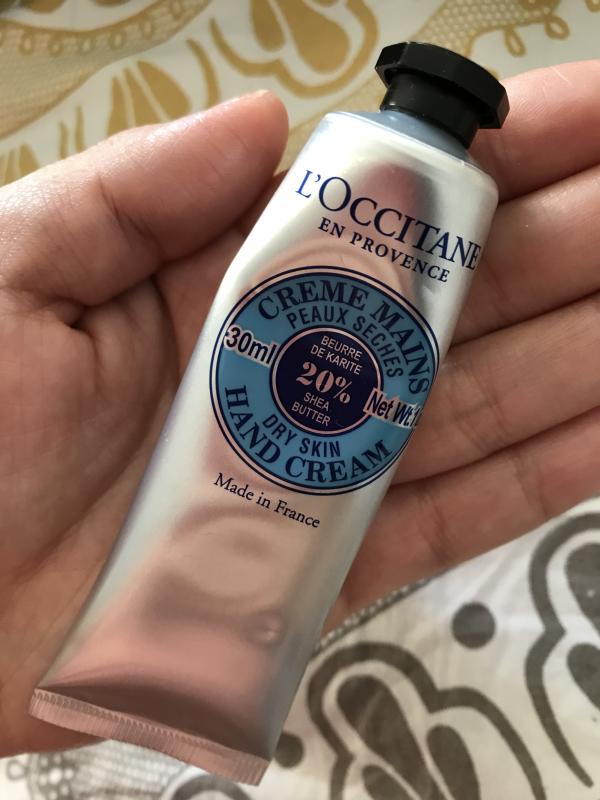 L'OCCITANE
EN PROVENCE
CREME MAINS
PEAUX SECHES
30ml
BEURRE
DE KARITE
20%
SHEA
BUTTER
Net Wt.
DRY SKIN
HAND CREAM
Made in France